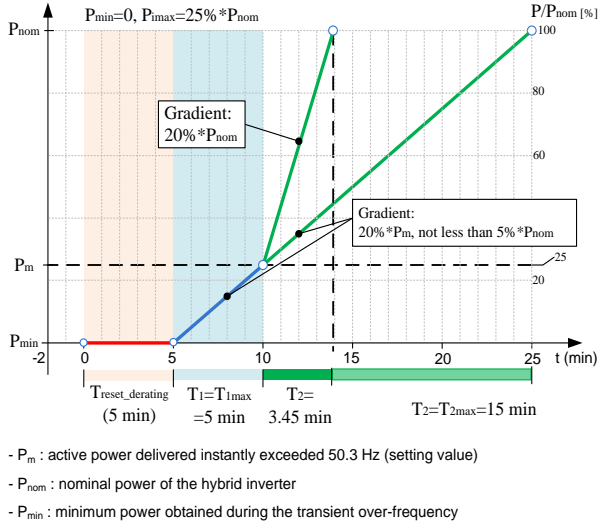 Pmin=0, Pimax=25%*Pnom
P/Pnom [%]
Pnom
100
80
Gradient:
20%*Pnom
60
Gradient:
20%*Pm, not less than 5%*Pnom
Pm
25
20
Pmin
-2 0 5 10 15 20 25 t (min)
Treset_derating
(5 min)
T1=T1max
=5 min
T2=
3.45 min
T2=T2max=15 min
- Pm : active power delivered instantly exceeded 50.3 Hz (setting value)
- Pnom : nominal power of the hybrid inverter
- Pmin : minimum power obtained during the transient over-frequency